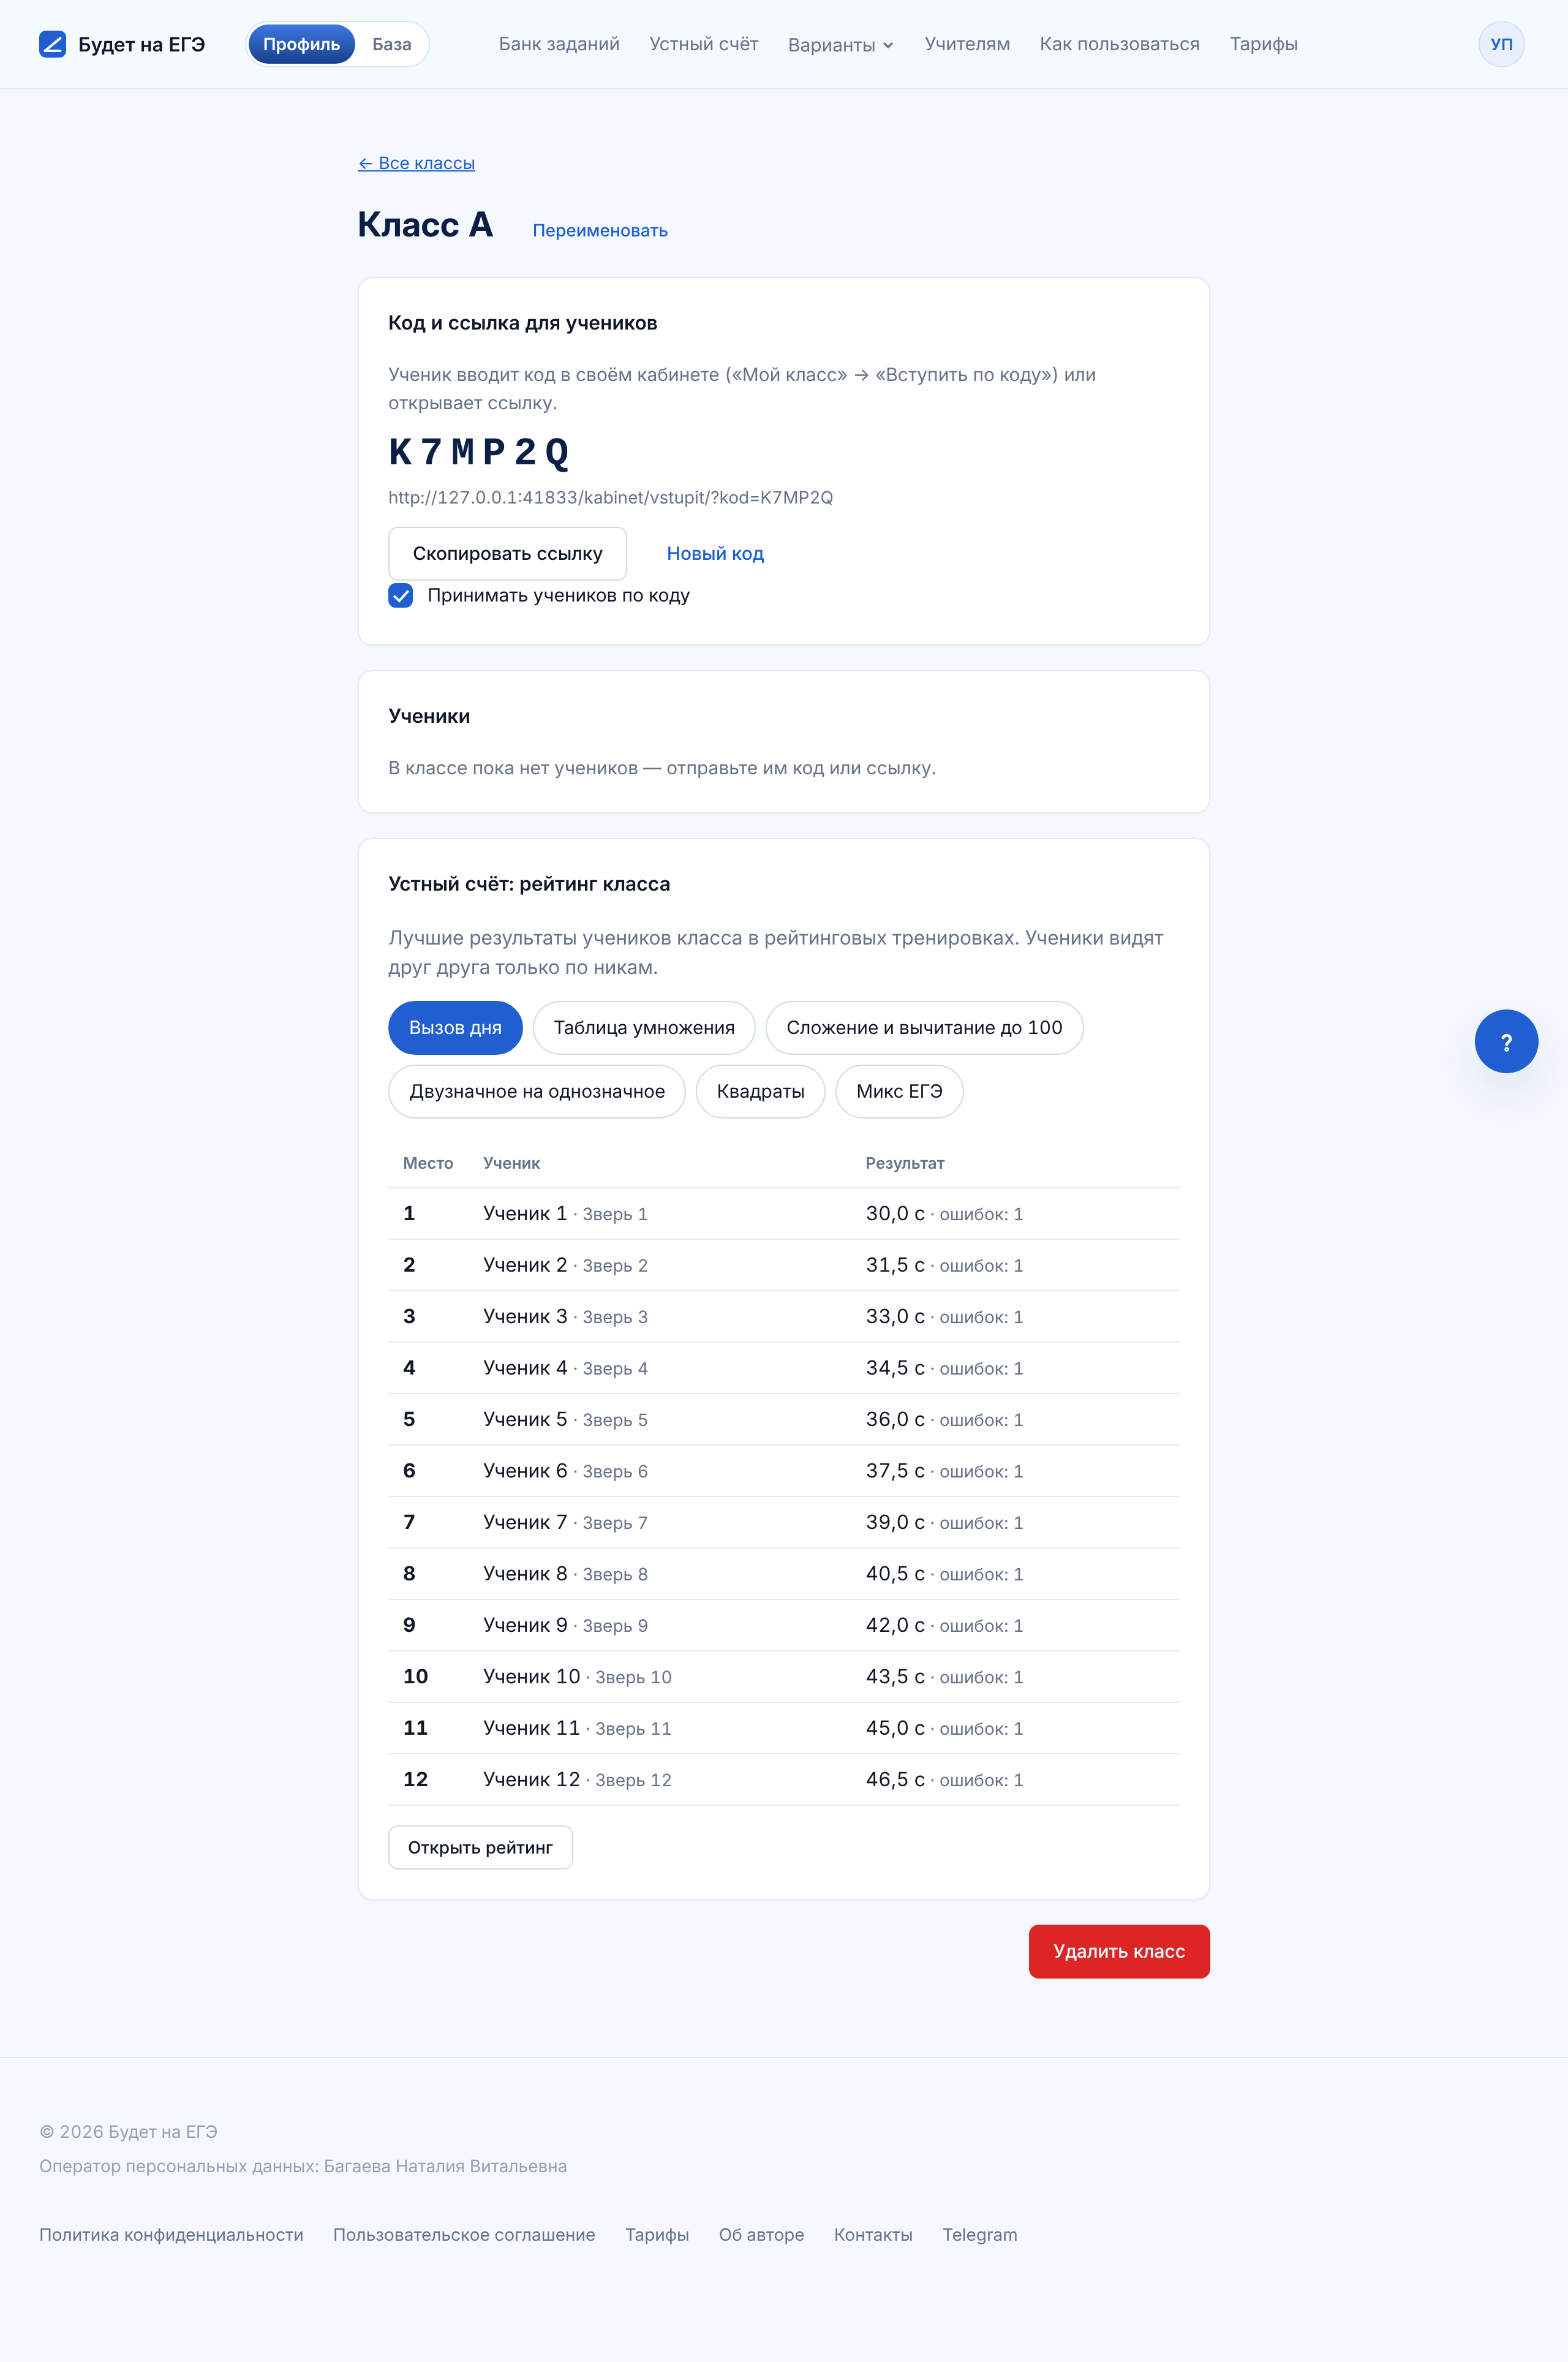 Будет на ЕГЭ
Профиль База
Банк заданий Устный счёт Варианты Учителям Как пользоваться Тарифы
УП
← Все классы
Класс А Переименовать
Код и ссылка для учеников
Ученик вводит код в своём кабинете («Мой класс» → «Вступить по коду») или
открывает ссылку.
K7MP2Q
http://127.0.0.1:41833/kabinet/vstupit/?kod=K7MP2Q
Скопировать ссылку Новый код
Принимать учеников по коду
Ученики
В классе пока нет учеников — отправьте им код или ссылку.
Устный счёт: рейтинг класса
Лучшие результаты учеников класса в рейтинговых тренировках. Ученики видят
друг друга только по никам.
Вызов дня Таблица умножения Сложение и вычитание до 100
?
Двузначное на однозначное Квадраты Микс ЕГЭ
Место Ученик Результат
1 Ученик 1 · Зверь 1 30,0 с · ошибок: 1
2 Ученик 2 · Зверь 2 31,5 с · ошибок: 1
3 Ученик 3 · Зверь 3 33,0 с · ошибок: 1
4 Ученик 4 · Зверь 4 34,5 с · ошибок: 1
5 Ученик 5 · Зверь 5 36,0 с · ошибок: 1
6 Ученик 6 · Зверь 6 37,5 с · ошибок: 1
7 Ученик 7 · Зверь 7 39,0 с · ошибок: 1
8 Ученик 8 · Зверь 8 40,5 с · ошибок: 1
9 Ученик 9 · Зверь 9 42,0 с · ошибок: 1
10 Ученик 10 · Зверь 10 43,5 с · ошибок: 1
11 Ученик 11 · Зверь 11 45,0 с · ошибок: 1
12 Ученик 12 · Зверь 12 46,5 с · ошибок: 1
Открыть рейтинг
Удалить класс
© 2026 Будет на ЕГЭ
Оператор персональных данных: Багаева Наталия Витальевна
Политика конфиденциальности Пользовательское соглашение Тарифы Об авторе Контакты Telegram